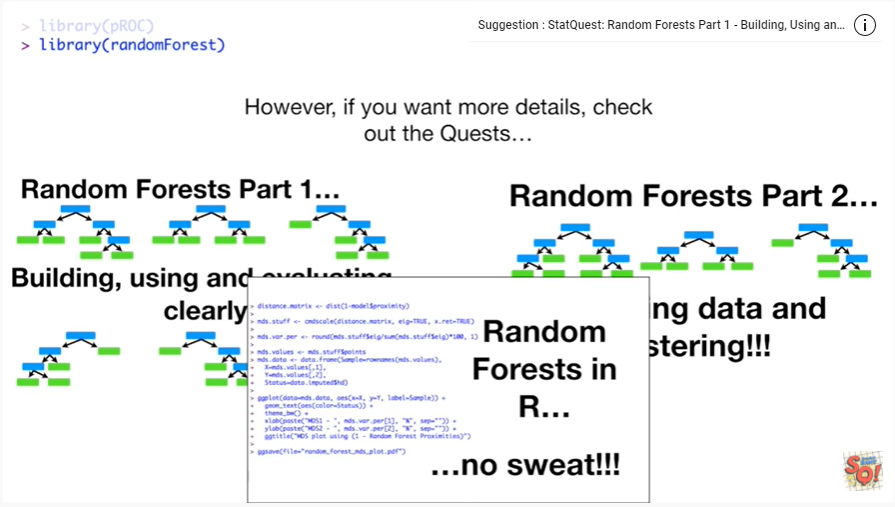 > library(pROC)
> library(randomForest)
Suggestion : StatQuest: Random Forests Part 1 - Building, Using an...
However, if you want more details, check
out the Quests...
Random Forests Part 1...
Random Forests Part 2...
Building, using and evaluating
clearly
ing data and
stering!!!
> distance.matrix <- dist(1-model$proximity)
>
> mds.stuff <- cmdscale(distance.matrix, eig=TRUE, x.ret=TRUE)
>
> mds.var.per <- round(mds.stuff$eig/sum(mds.stuff$eig)*100, 1)
>
> mds.values <- mds.stuff$points
> mds.data <- data.frame(Sample=rownames(mds.values),
+ X=mds.values[,1],
+ Y=mds.values[,2],
+ Status=data.imputed$hd)
>
> ggplot(data=mds.data, aes(x=X, y=Y, label=Sample)) +
+ geom_text(aes(color=Status)) +
+ theme_bw() +
+ xlab(paste("MDS1 - ", mds.var.per[1], "%", sep="")) +
+ ylab(paste("MDS2 - ", mds.var.per[2], "%", sep="")) +
+ ggtitle("MDS plot using (1 - Random Forest Proximities)")
>
> ggsave(file="random_forest_mds_plot.pdf")
Random
Forests in
R...
...no sweat!!!
SQ!